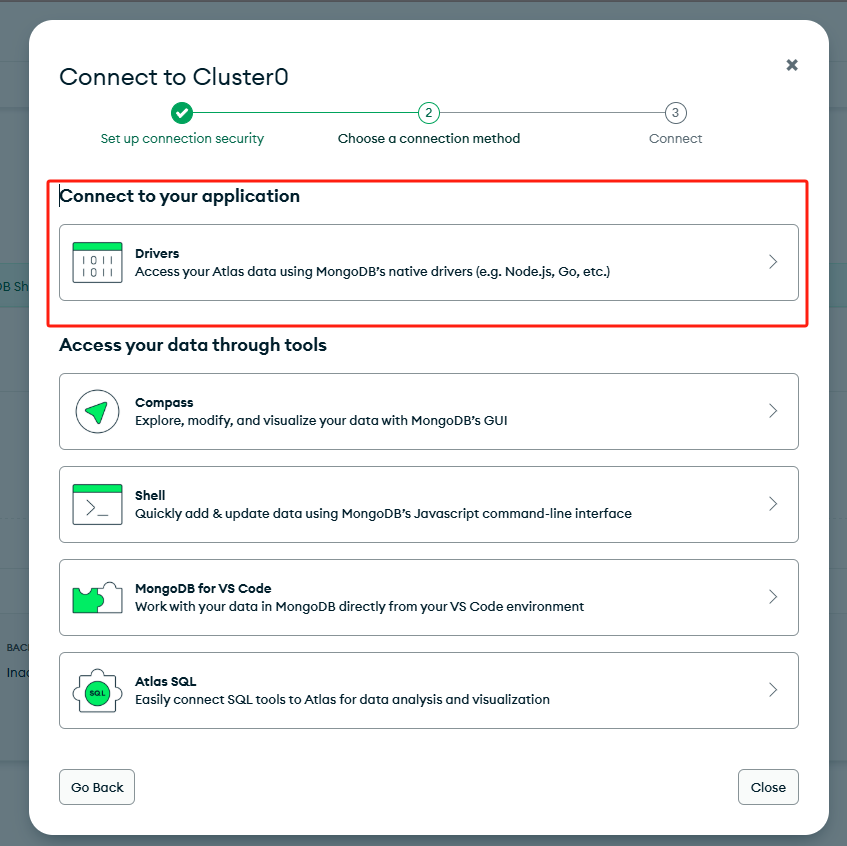 Connect to Cluster0
2
3
Set up connection security
Choose a connection method
Connect
Connect to your application
1011
1011
Drivers
Access your Atlas data using MongoDB's native drivers (e.g. Node.js, Go, etc.)
DB Sh
Access your data through tools
Compass
Explore, modify, and visualize your data with MongoDB's GUI
Shell
Quickly add & update data using MongoDB's Javascript command-line interface
MongoDB for VS Code
Work with your data in MongoDB directly from your VS Code environment
BAC
Ina
SQL
Atlas SQL
Easily connect SQL tools to Atlas for data analysis and visualization
Go Back
Close